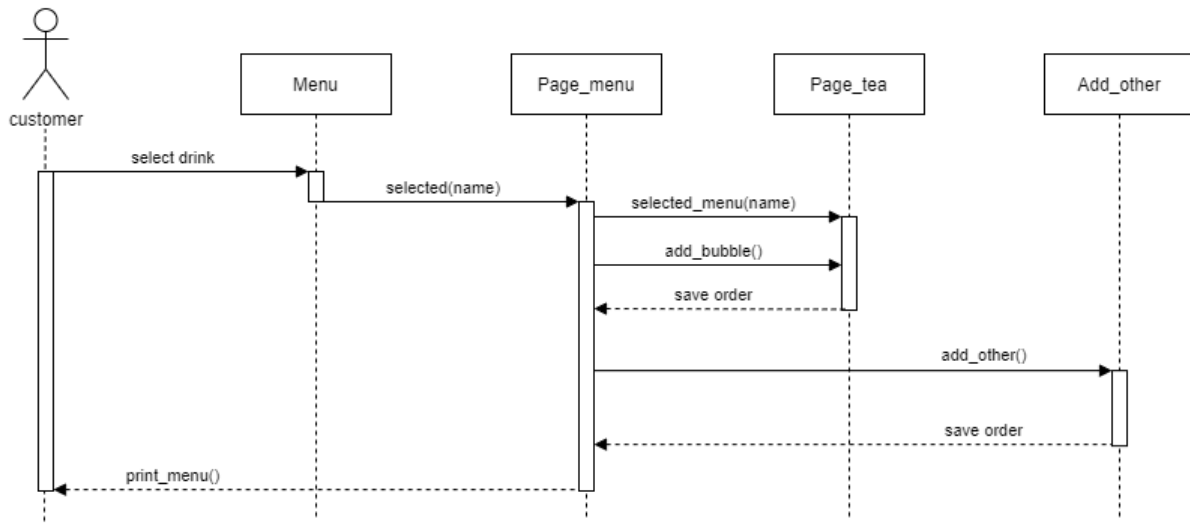 Menu
Page_menu
Page_tea
Add_other
customer
select drink
selected(name)
selected_menu(name)
add_bubble()
save order
add_other()
save order
print_menu()